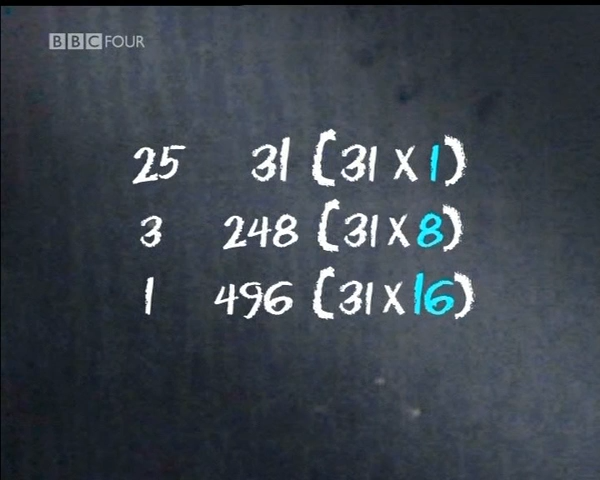 BBC FOUR
25 31 (31 X 1)
3 248 (31 X 8)
1 496 (31 X 16)